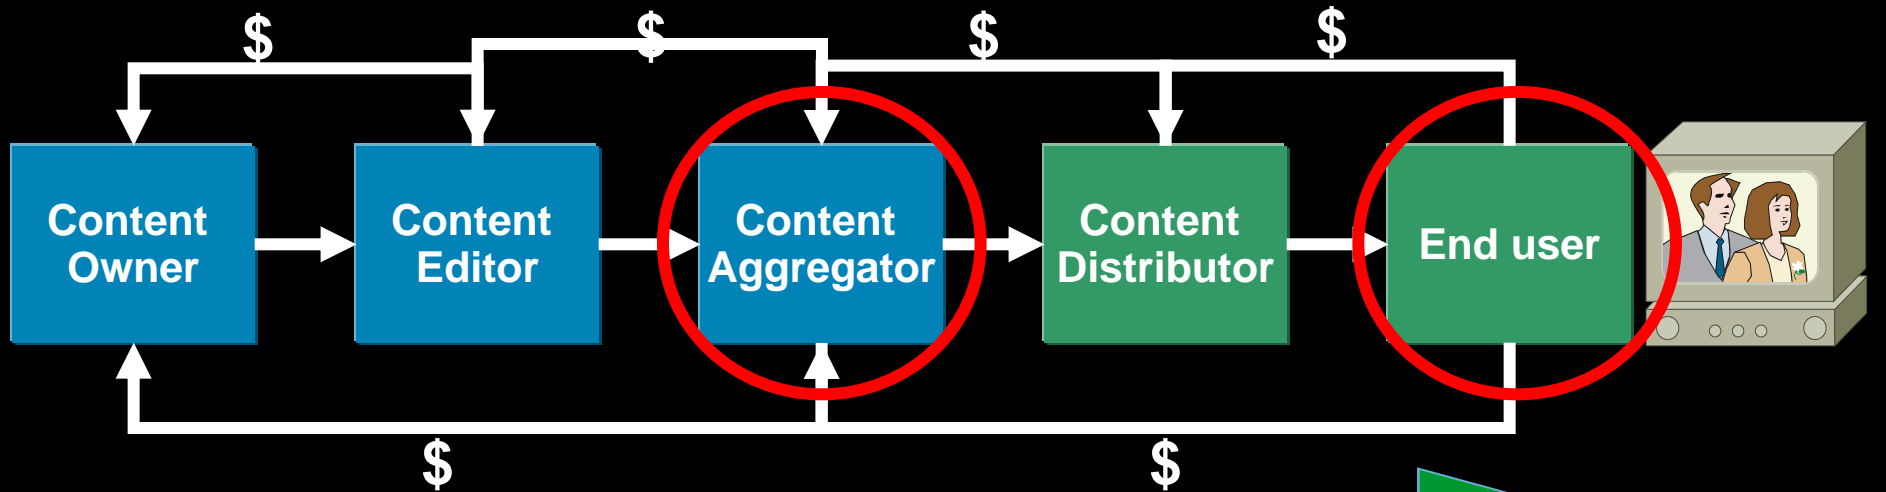 $ $ $ $
Content
Owner
Content
Editor
Content
Aggregator
Content
Distributor
End user
$ $